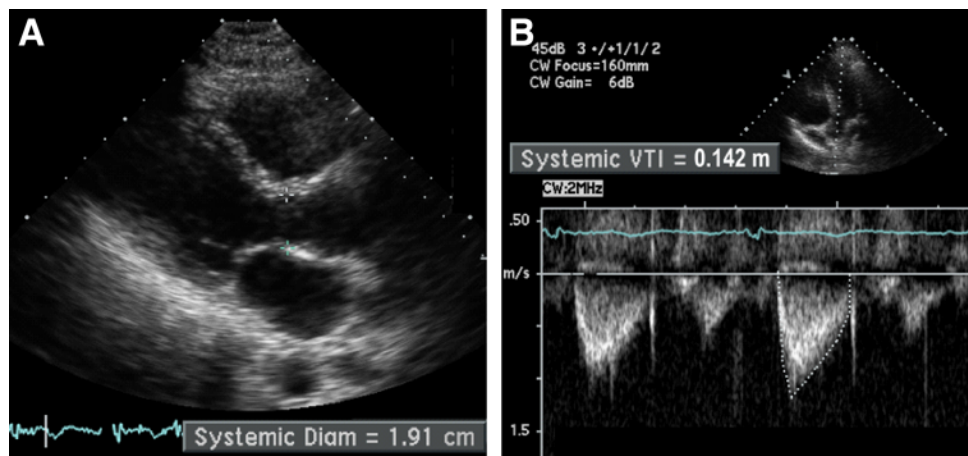 A
Systemic Diam = 1.91 cm
B
45dB 3 •/+1/1/2
CW Focus=160mm
CW Gain= 6dB
Systemic VTI = 0.142 m
CW:2MHz
.50
m/s
1.5